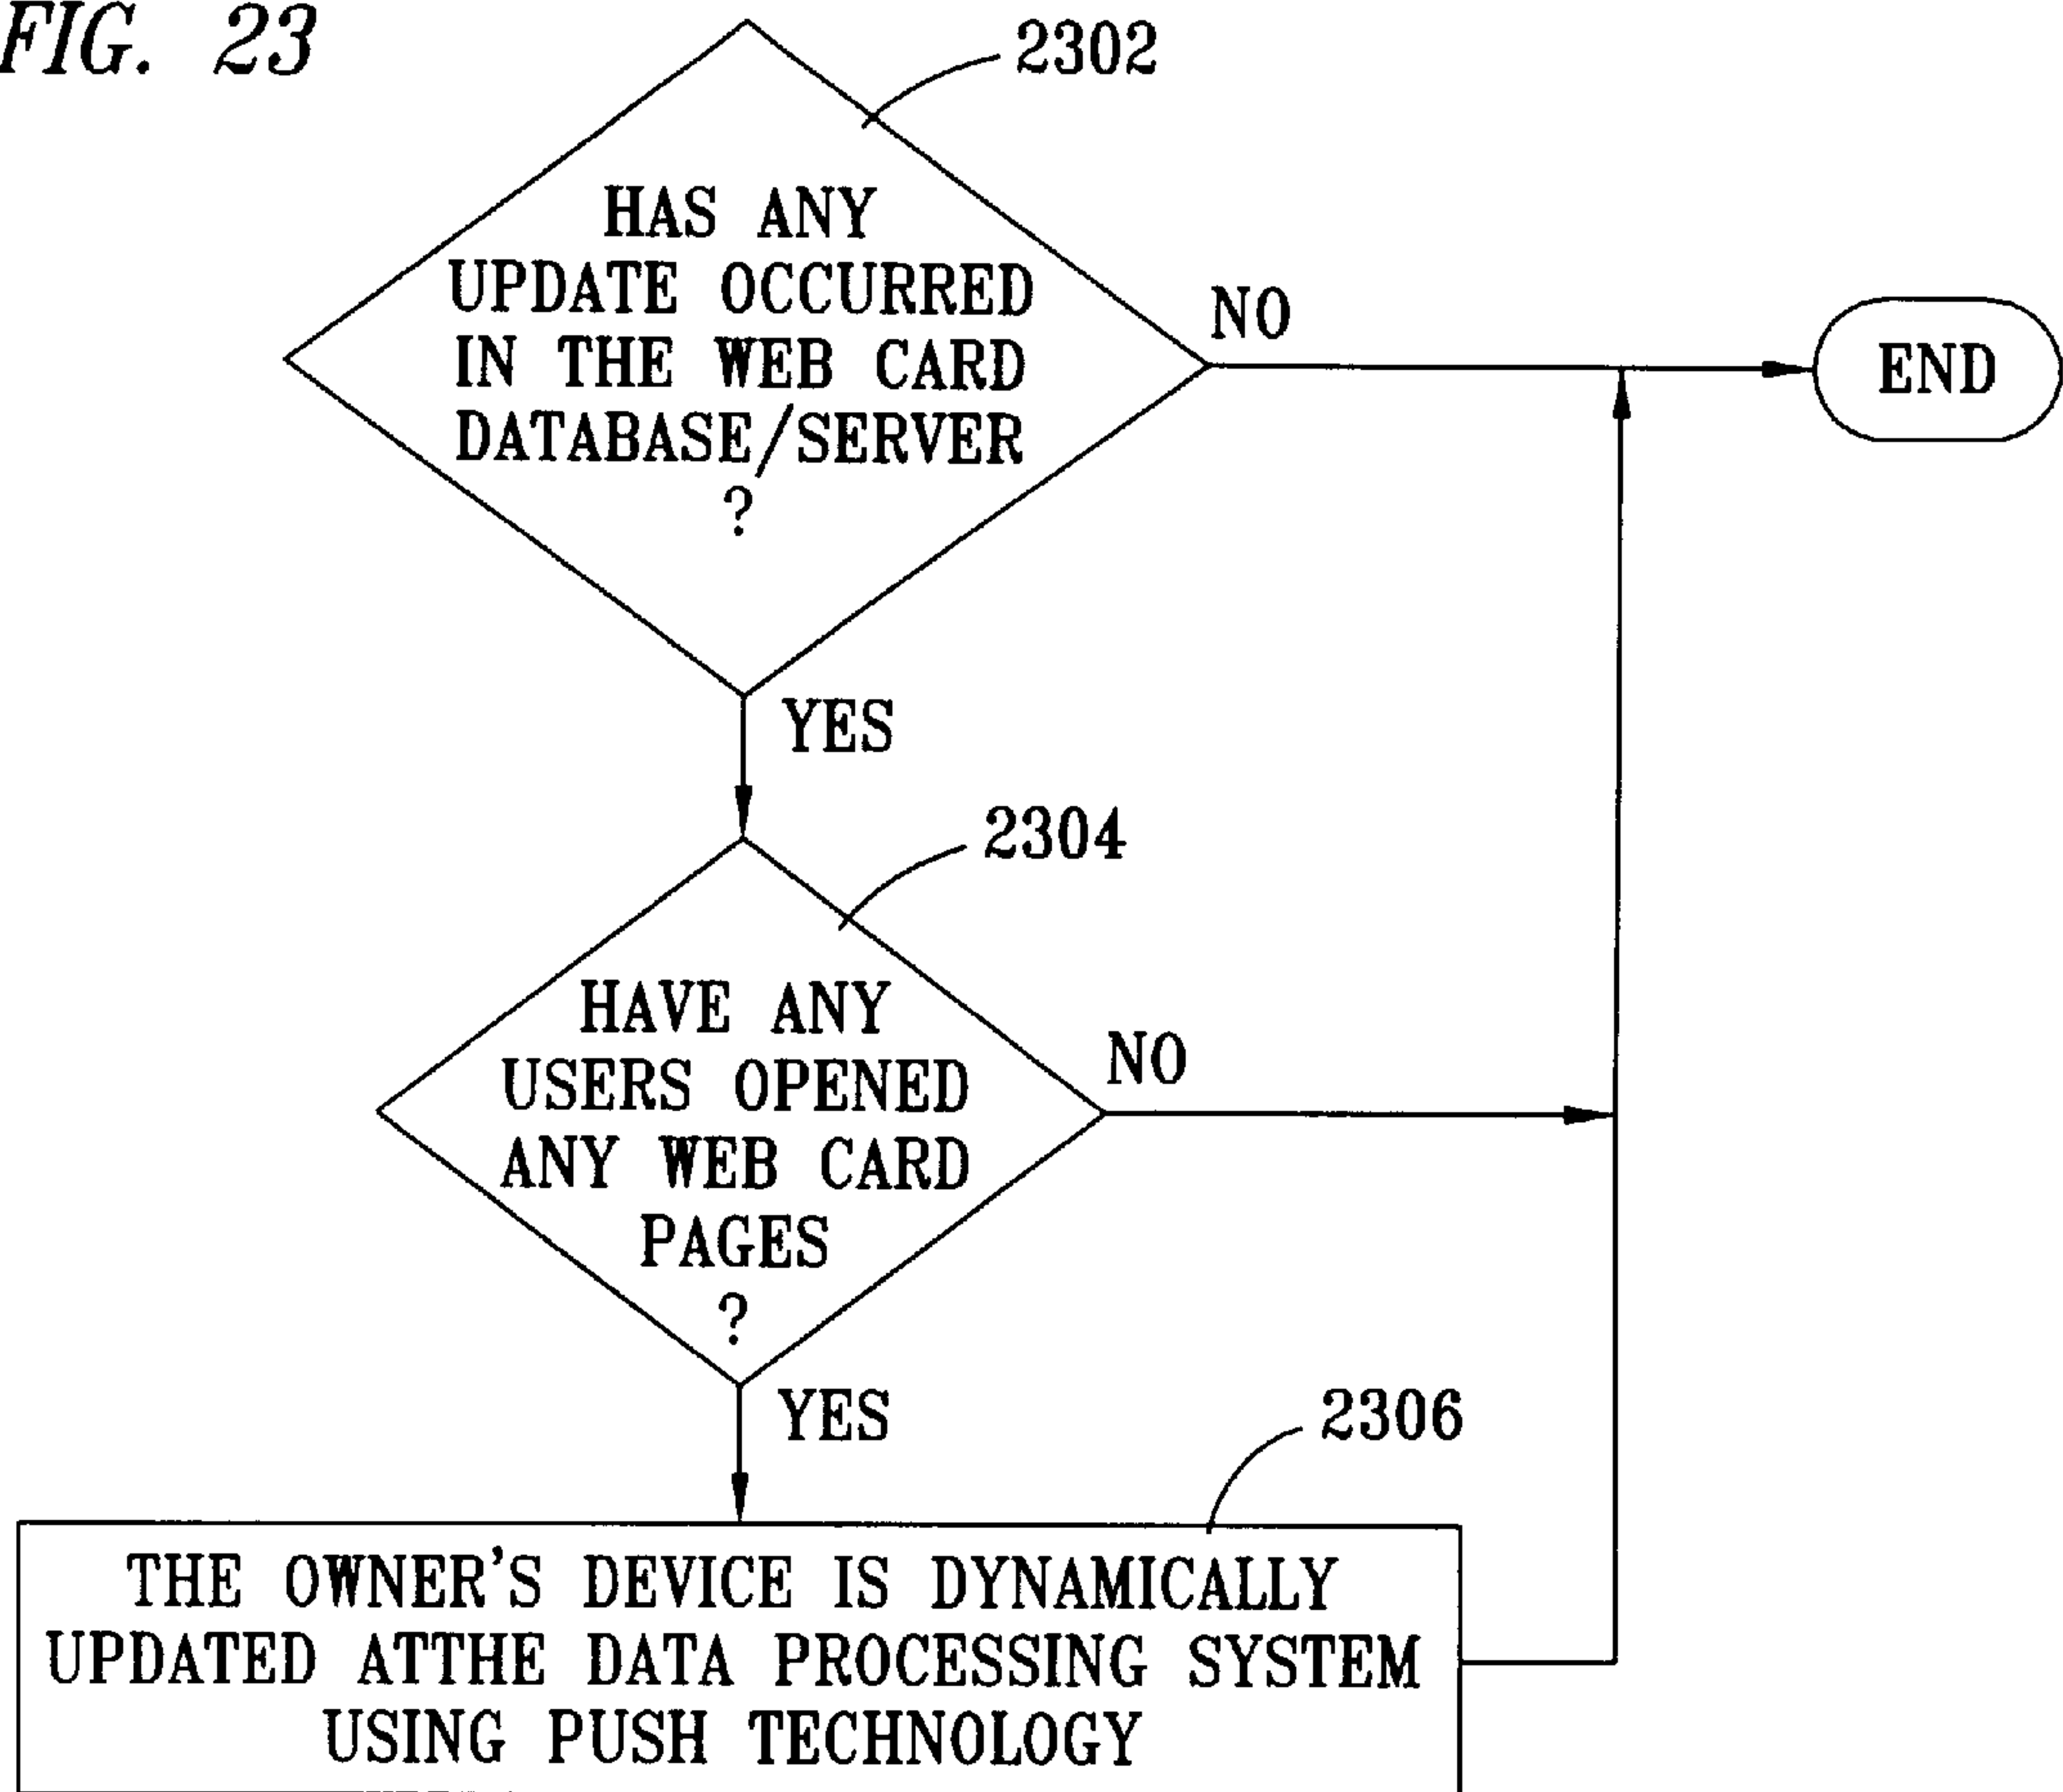 FIG. 23
2302
HAS ANY
UPDATE OCCURRED
IN THE WEB CARD
DATABASE/SERVER
?
NO
END
YES
2304
HAVE ANY
USERS OPENED
ANY WEB CARD
PAGES
?
NO
YES
2306
THE OWNER'S DEVICE IS DYNAMICALLY
UPDATED ATTHE DATA PROCESSING SYSTEM
USING PUSH TECHNOLOGY